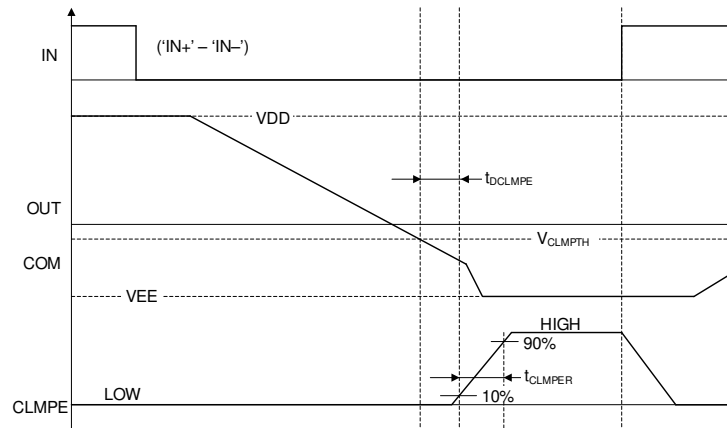 IN
('IN+' – 'IN–')
VDD
tDCLMPE
OUT
VCLMPTH
COM
VEE
HIGH
90%
tCLMPER
LOW
10%
CLMPE